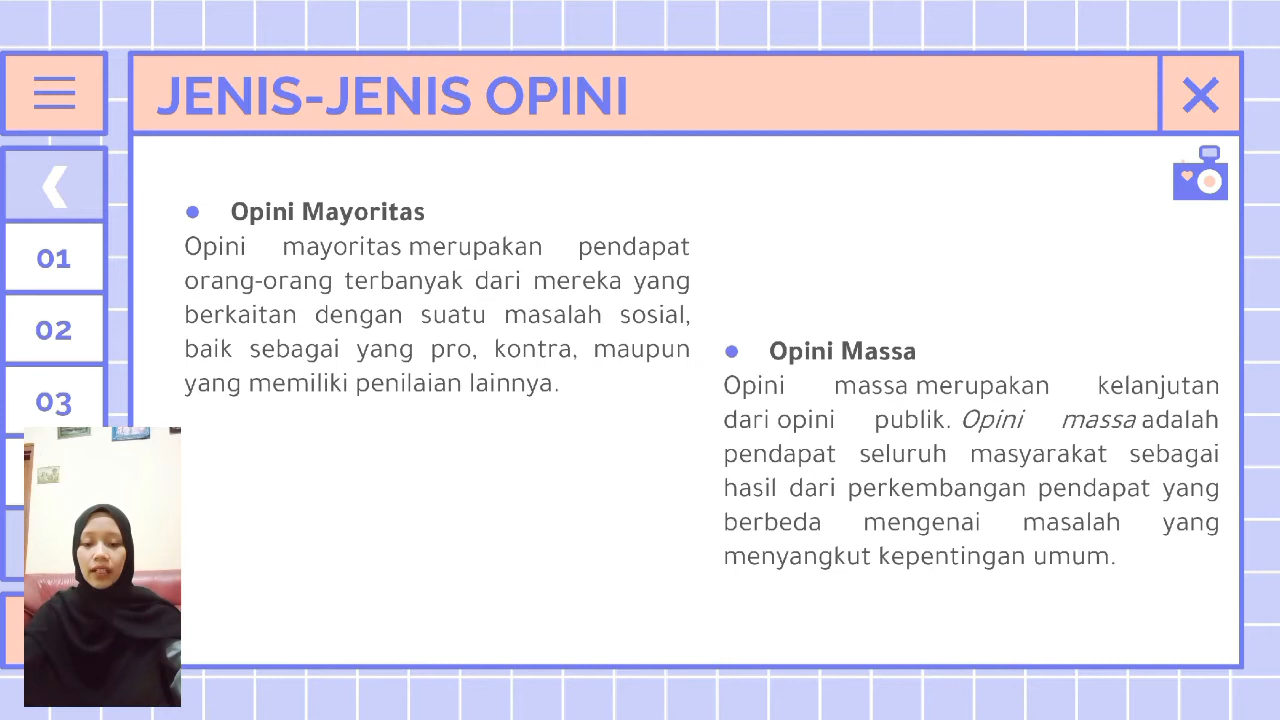 JENIS-JENIS OPINI
01
02
03
Opini Mayoritas
Opini mayoritas merupakan pendapat
orang-orang terbanyak dari mereka yang
berkaitan dengan suatu masalah sosial,
baik sebagai yang pro, kontra, maupun
yang memiliki penilaian lainnya.
Opini Massa
Opini massa merupakan kelanjutan
dari opini publik. Opini massa adalah
pendapat seluruh masyarakat sebagai
hasil dari perkembangan pendapat yang
berbeda mengenai masalah yang
menyangkut kepentingan umum.